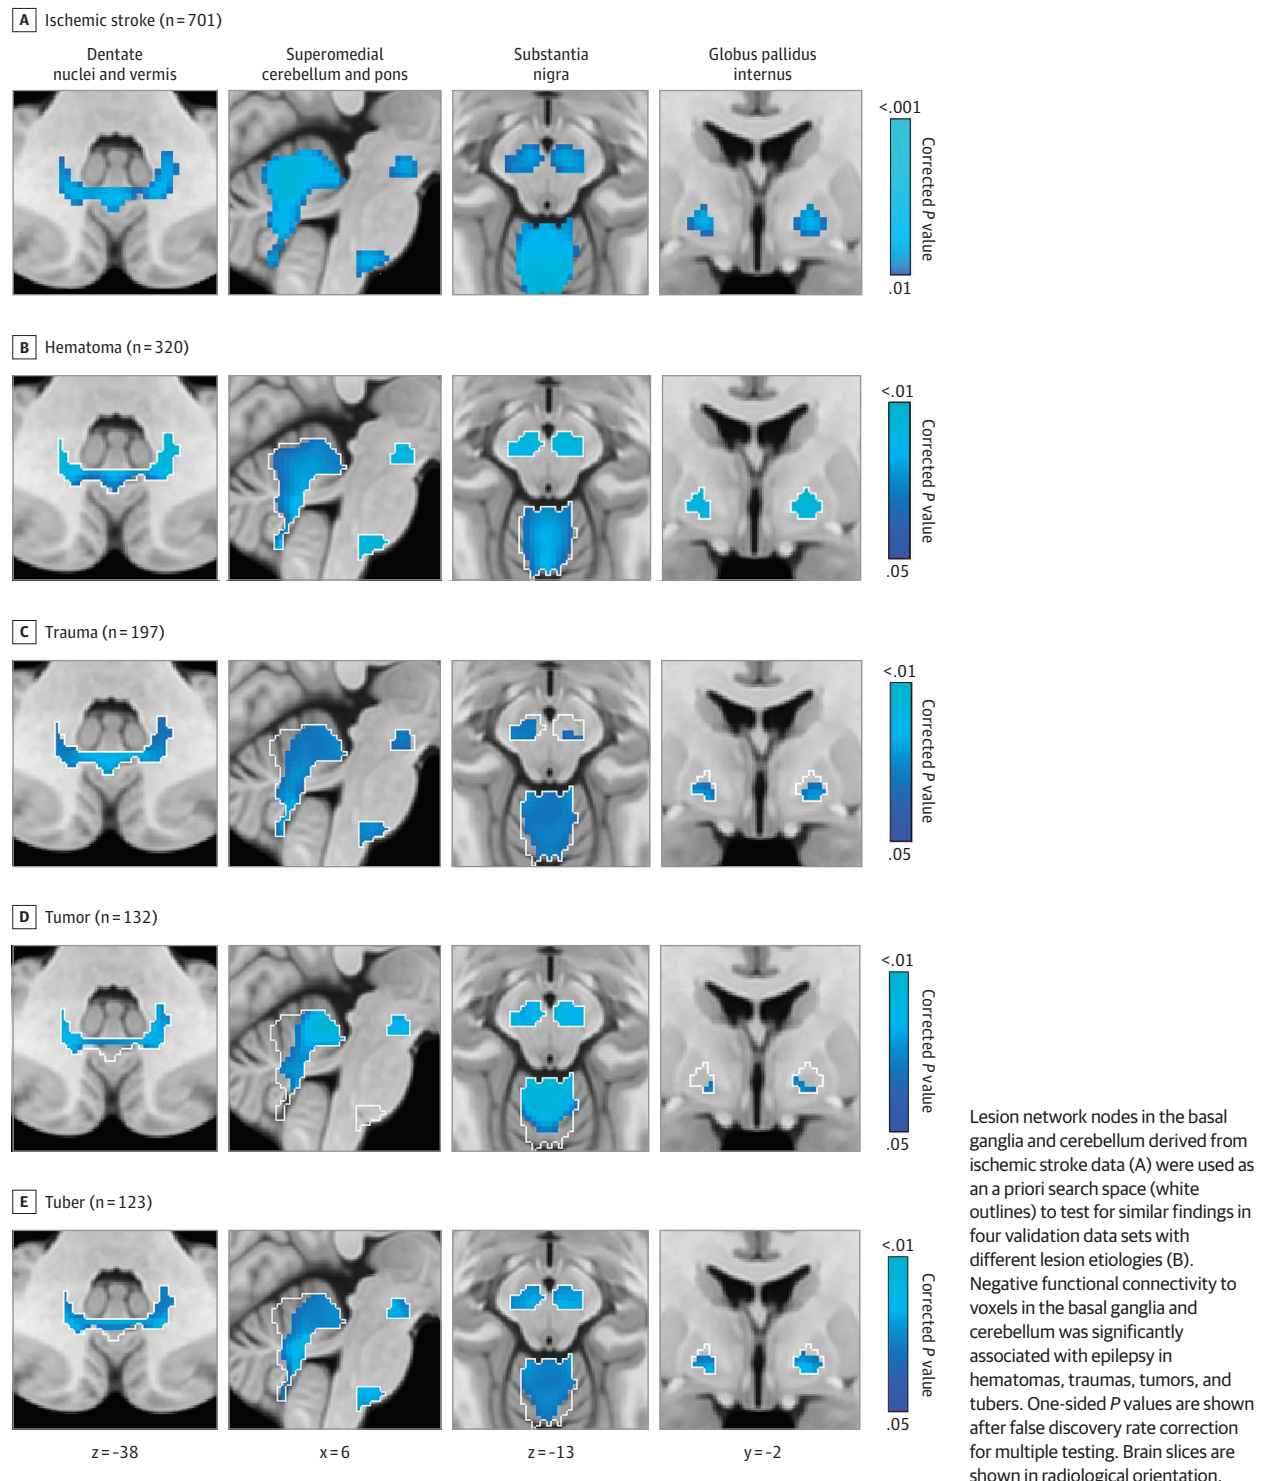 A Ischemic stroke (n=701)
Dentate
nuclei and vermis
Superomedial
cerebellum and pons
Substantia
nigra
Globus pallidus
internus
<.001
Corrected P value
.01
B Hematoma (n=320)
<.01
Corrected P value
.05
C Trauma (n=197)
<.01
Corrected P value
.05
D Tumor (n=132)
<.01
Corrected P value
.05
E Tuber (n=123)
<.01
Corrected P value
.05
z=-38
x=6
z=-13
y=-2
Lesion network nodes in the basal
ganglia and cerebellum derived from
ischemic stroke data (A) were used as
an a priori search space (white
outlines) to test for similar findings in
four validation data sets with
different lesion etiologies (B).
Negative functional connectivity to
voxels in the basal ganglia and
cerebellum was significantly
associated with epilepsy in
hematomas, traumas, tumors, and
tubers. One-sided P values are shown
after false discovery rate correction
for multiple testing. Brain slices are
shown in radiological orientation.